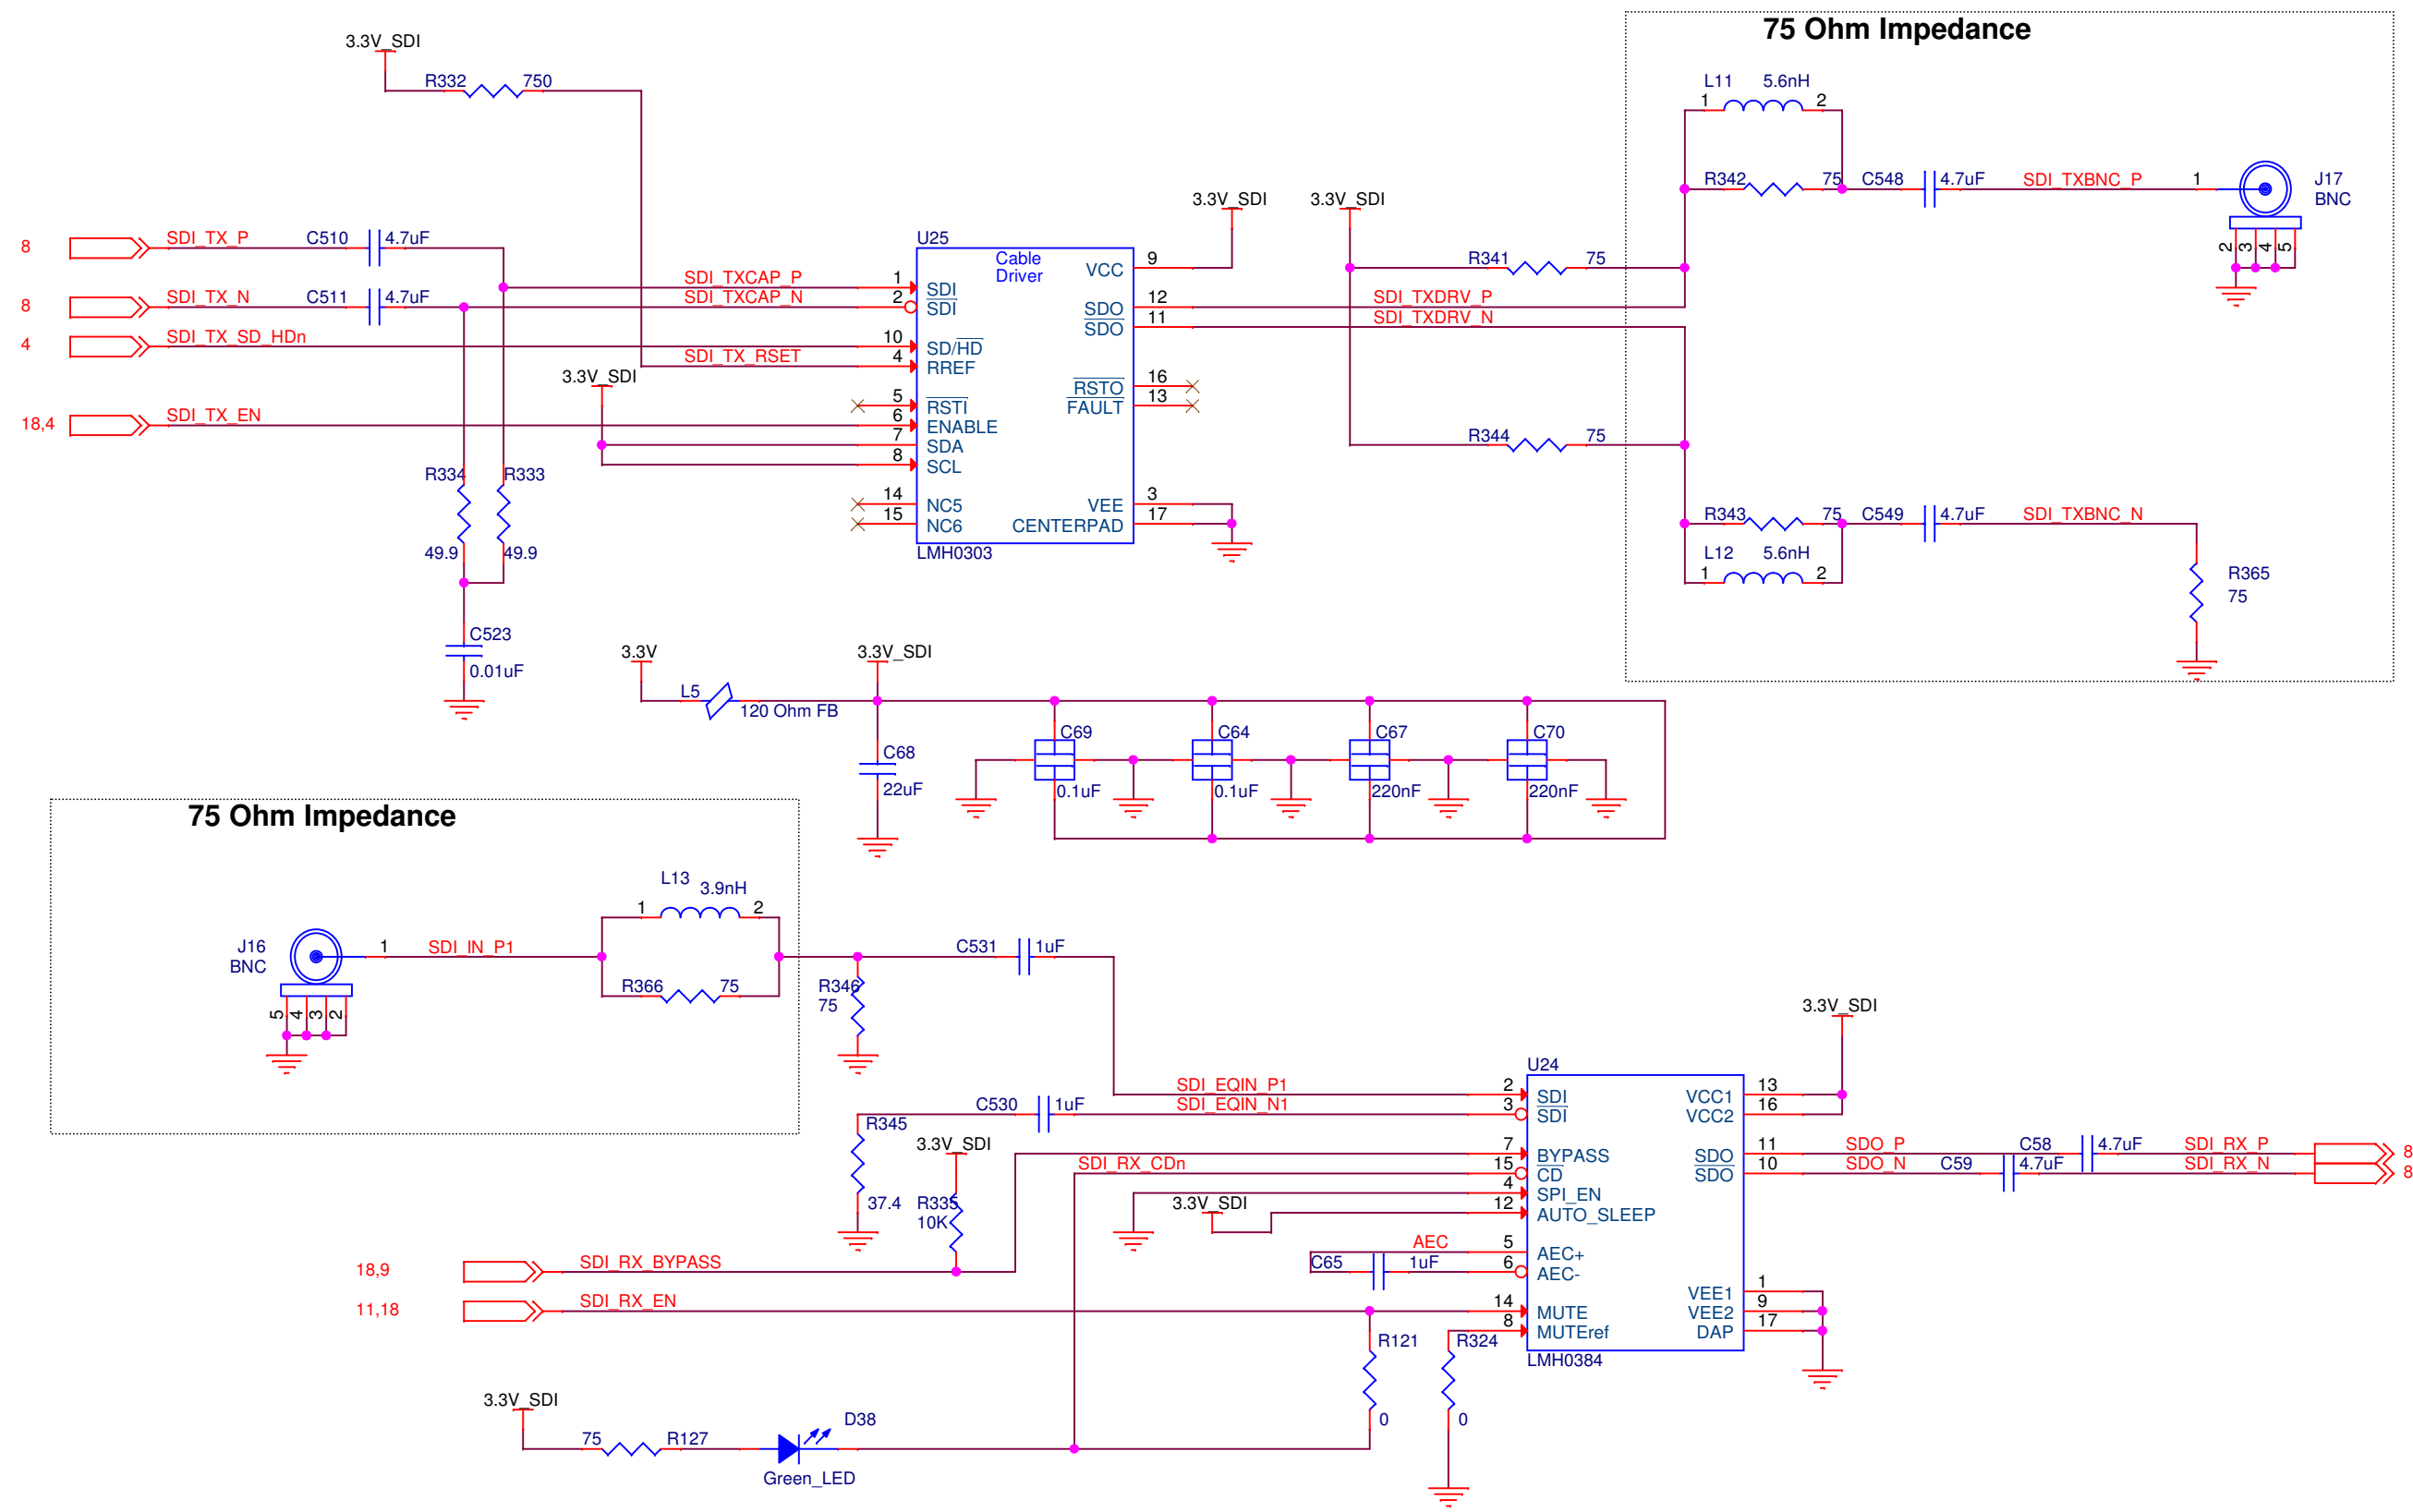 75 Ohm Impedance
3.3V_SDI
R332 750
L11 5.6nH
1 2
R342 75 C548 4.7uF SDI_TXBNC_P 1
J17
BNC
2 3 4 5
3.3V_SDI
3.3V_SDI
8 SDI_TX_P C510 4.7uF
8 SDI_TX_N C511 4.7uF
4 SDI_TX_SD_HDn
18,4 SDI_TX_EN
SDI_TXCAP_P
SDI_TXCAP_N
SDI_TX_RSET
3.3V_SDI
U25
Cable
Driver
1 SDI
2 SDI
10 SD/HD
4 RREF
5 RSTI
6 ENABLE
7 SDA
8 SCL
14 NC5
15 NC6
VCC 9
SDO 12
SDO 11
RSTO 16
FAULT 13
VEE 3
CENTERPAD 17
LMH0303
R341 75
SDI_TXDRV_P
SDI_TXDRV_N
R344 75
R343 75 C549 4.7uF SDI_TXBNC_N
L12 5.6nH
1 2
R365
75
R334 R333
49.9 49.9
C523
0.01uF
3.3V
3.3V_SDI
L5
120 Ohm FB
C68
22uF
C69
0.1uF
C64
0.1uF
C67
220nF
C70
220nF
75 Ohm Impedance
L13 3.9nH
1 2
J16
BNC
1 SDI_IN_P1
5 4 3 2
R366 75
R346
75
C531 1uF
C530 1uF
SDI_EQIN_P1
SDI_EQIN_N1
R345
37.4
3.3V_SDI
R335
10K
SDI_RX_CDn
3.3V_SDI
AEC
C65 1uF
18,9 SDI_RX_BYPASS
11,18 SDI_RX_EN
3.3V_SDI
U24
2 SDI
3 SDI
7 BYPASS
15 CD
4 SPI_EN
12 AUTO_SLEEP
5 AEC+
6 AEC-
14 MUTE
8 MUTEref
VCC1 13
VCC2 16
SDO 11
SDO 10
VEE1 1
VEE2 9
DAP 17
LMH0384
SDO_P C58 4.7uF SDI_RX_P 8
SDO_N C59 4.7uF SDI_RX_N 8
R121
0
R324
0
3.3V_SDI
75 R127
D38
Green_LED